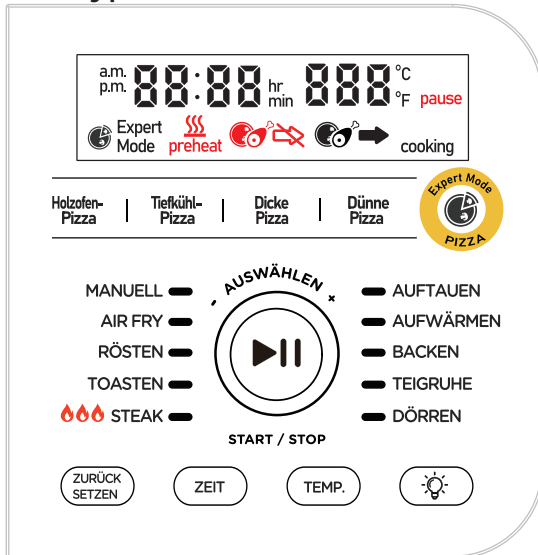 a.m.
p.m.
88:88
hr
min
888
°C
°F
pause
Expert
Mode
preheat
cooking
Holzofen-
Pizza
Tiefkühl-
Pizza
Dicke
Pizza
Dünne
Pizza
Expert Mode
PIZZA
- AUSWÄHLEN +
MANUELL
AIR FRY
RÖSTEN
TOASTEN
STEAK
AUFTAUEN
AUFWÄRMEN
BACKEN
TEIGRUHE
DÖRREN
START / STOP
ZURÜCK
SETZEN
ZEIT
TEMP.